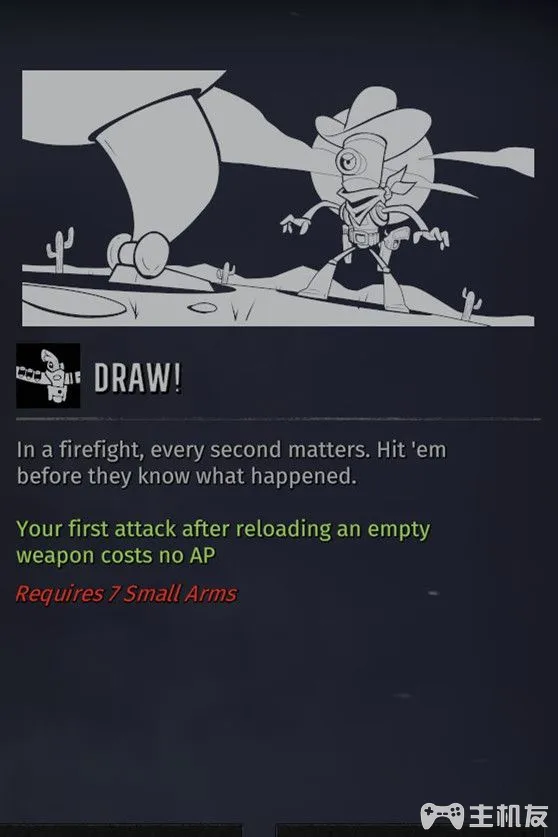 DRAW!
In a firefight, every second matters. Hit 'em
before they know what happened.
Your first attack after reloading an empty
weapon costs no AP
Requires 7 Small Arms
主机友